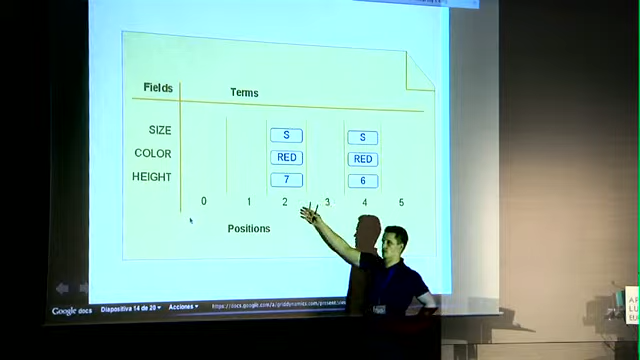 Fields Terms
SIZE S S
COLOR RED RED
HEIGHT 7 6
0 1 2 3 4 5
Positions
Google docs Diapositiva 14 de 20 Acciones